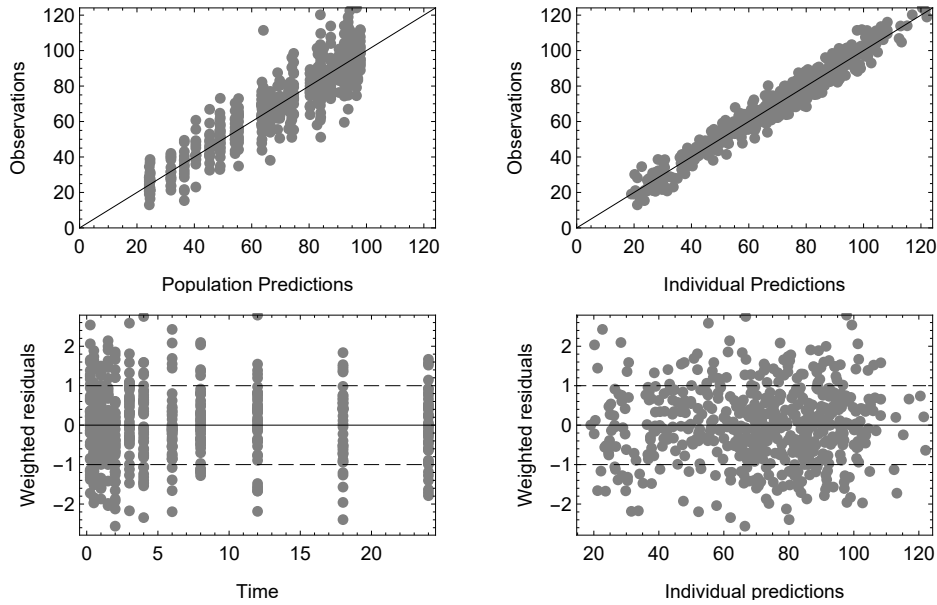 Observations
120
100
80
60
40
20
0
0 20 40 60 80 100 120
Population Predictions
Observations
120
100
80
60
40
20
0
0 20 40 60 80 100 120
Individual Predictions
Weighted residuals
2
1
0
−1
−2
0 5 10 15 20
Time
Weighted residuals
2
1
0
−1
−2
20 40 60 80 100 120
Individual predictions